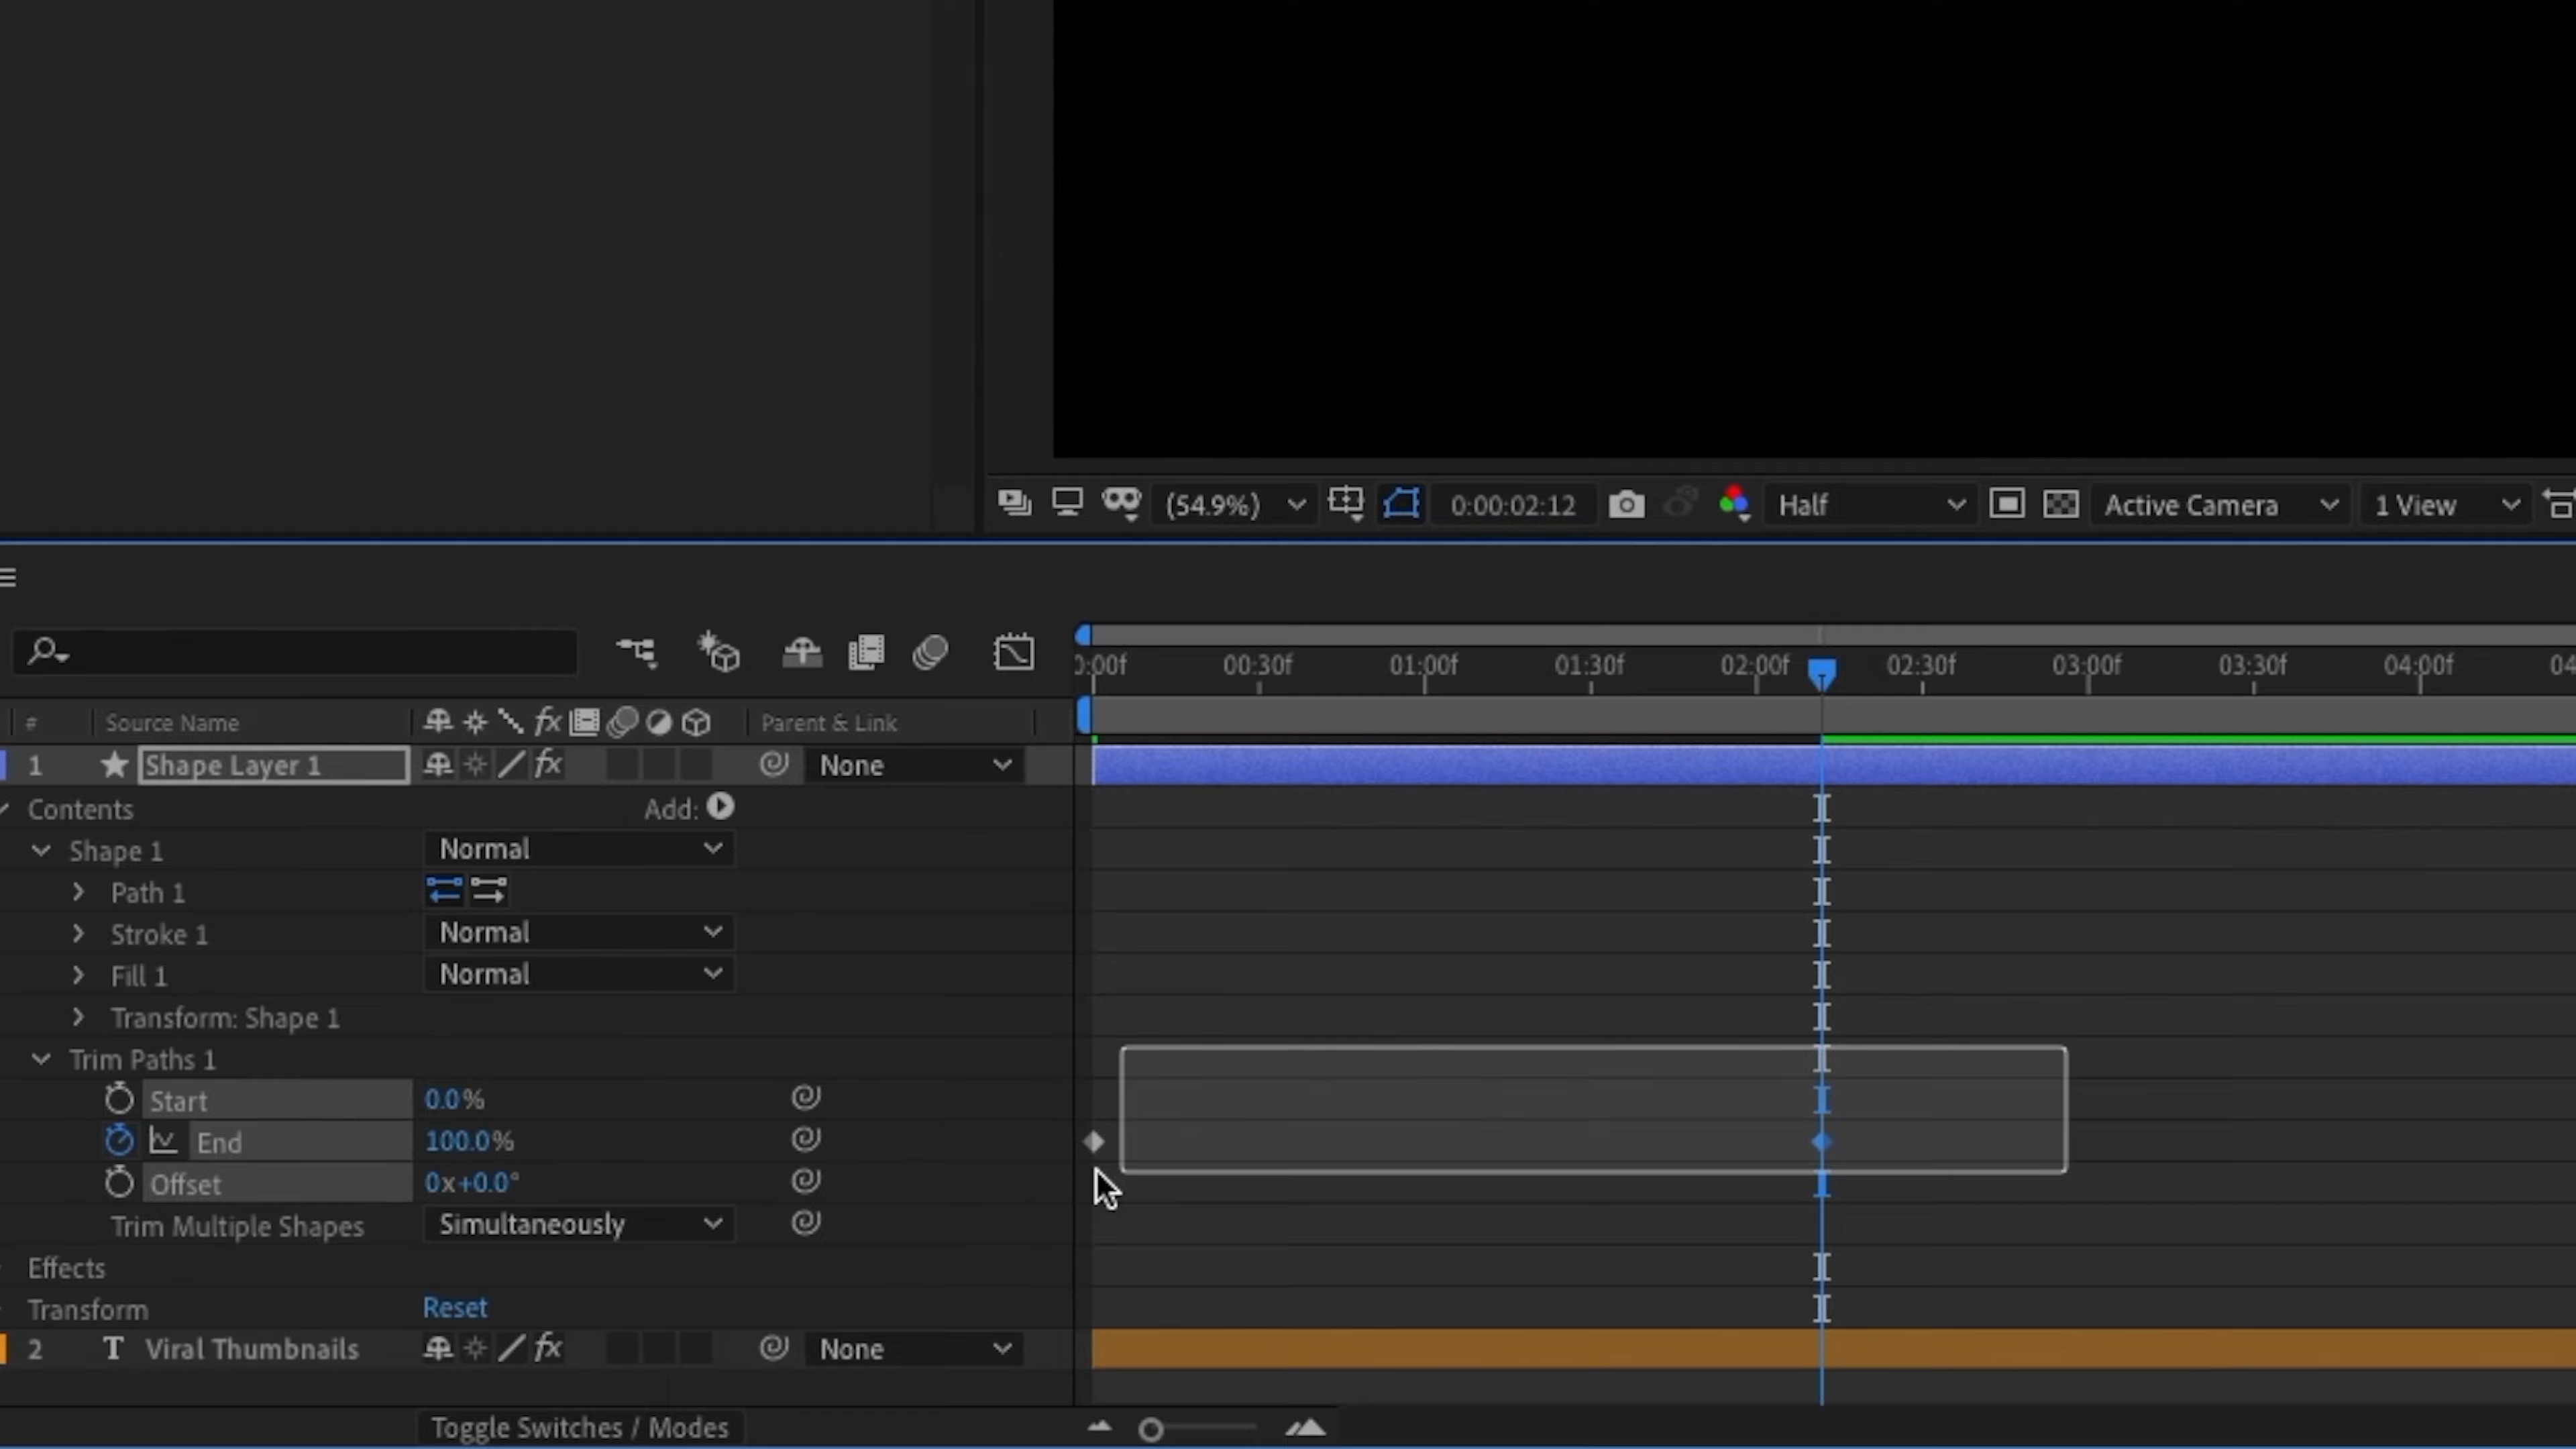 (54.9%) 0:00:02:12 Half Active Camera 1 View
0:00f 00:30f 01:00f 01:30f 02:00f 02:30f 03:00f 03:30f 04:00f 04
# Source Name fx Parent & Link
1 Shape Layer 1 fx None
Contents Add:
Shape 1 Normal
Path 1
Stroke 1 Normal
Fill 1 Normal
Transform: Shape 1
Trim Paths 1
Start 0.0%
End 100.0%
Offset 0x+0.0°
Trim Multiple Shapes Simultaneously
Effects
Transform Reset
2 T Viral Thumbnails fx None
Toggle Switches / Modes